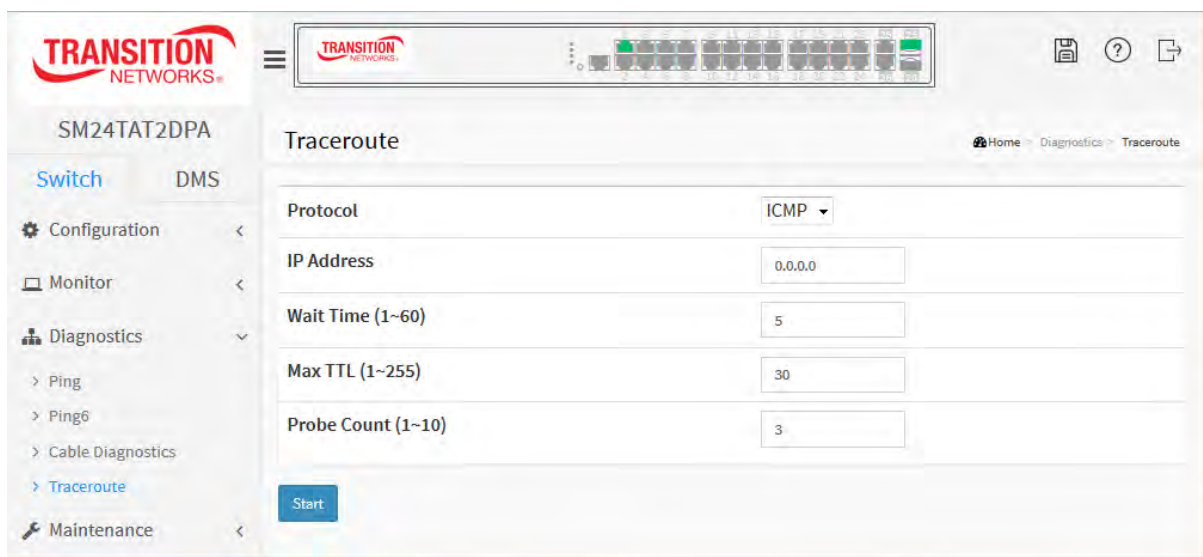 TRANSITION
NETWORKS®
TRANSITION
NETWORKS®
SM24TAT2DPA
Switch DMS
Configuration
Monitor
Diagnostics
Ping
Ping6
Cable Diagnostics
Traceroute
Maintenance
Traceroute
Home > Diagnostics > Traceroute
Protocol ICMP
IP Address 0.0.0.0
Wait Time (1~60) 5
Max TTL (1~255) 30
Probe Count (1~10) 3
Start